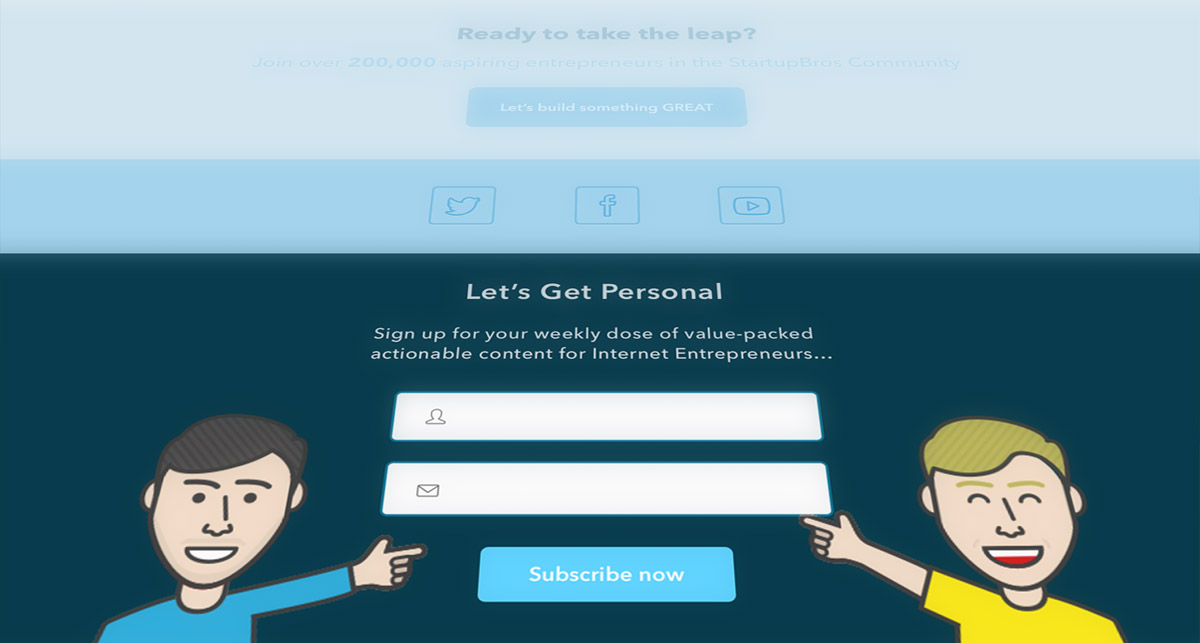 Ready to take the leap?
Join over 200,000 aspiring entrepreneurs in the StartupBros Community
Let's build something GREAT
Let's Get Personal
Sign up for your weekly dose of value-packed
actionable content for Internet Entrepreneurs...
Subscribe now